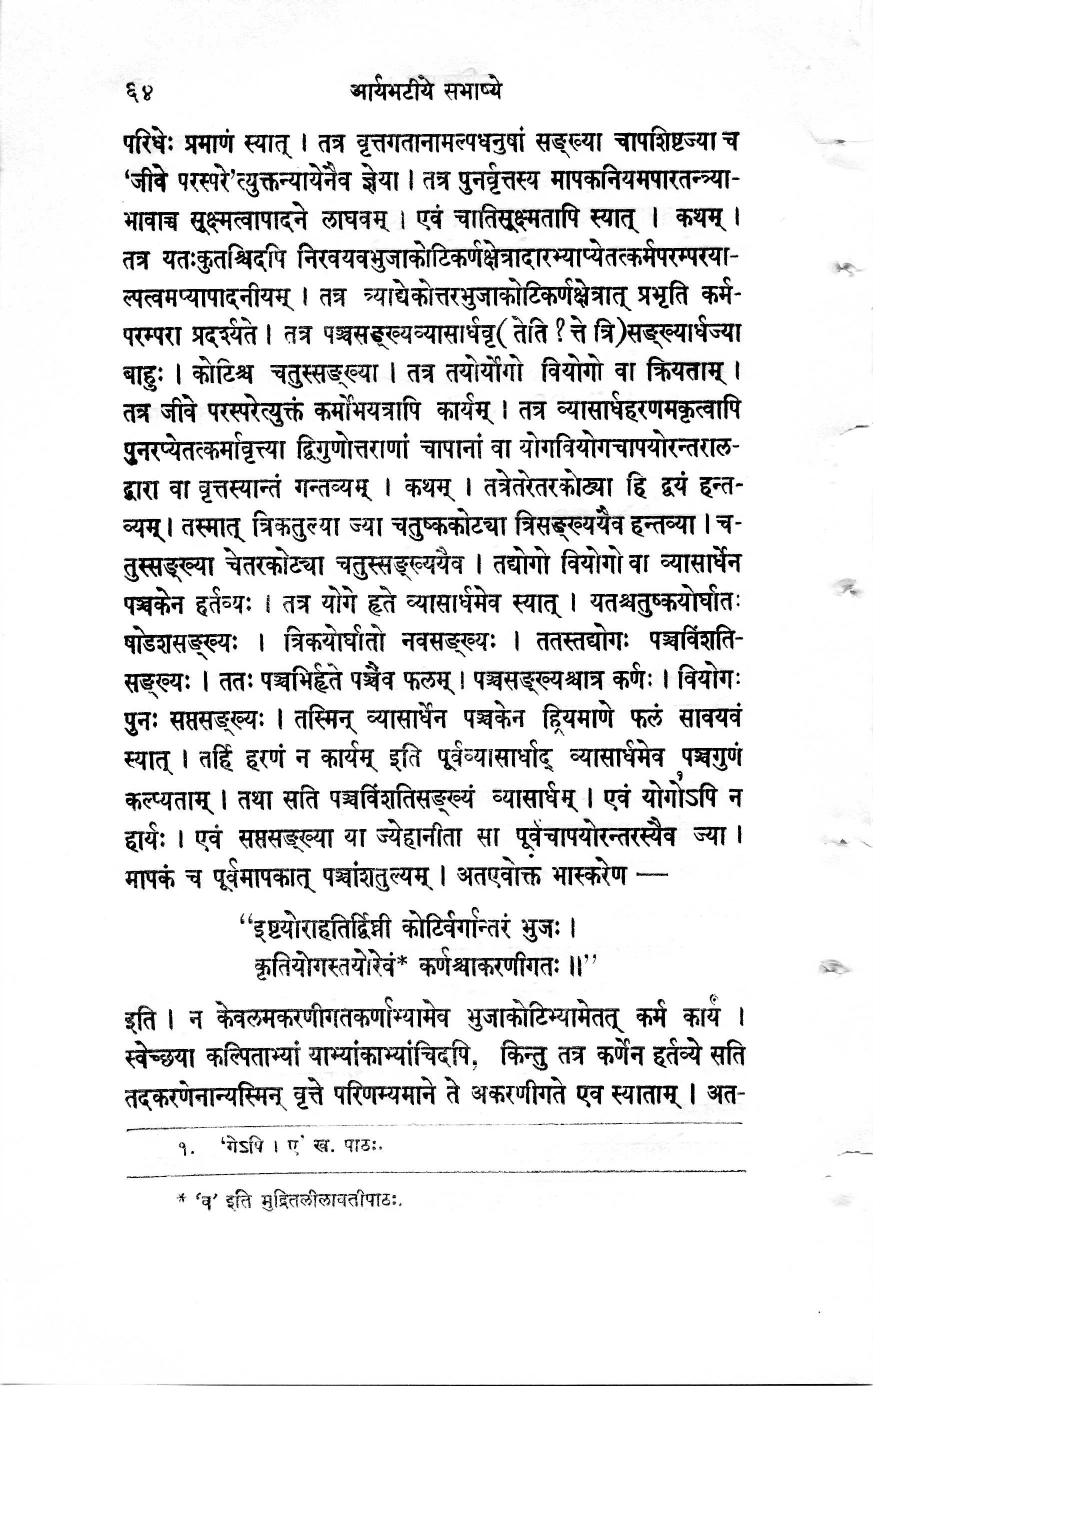 ६४ आर्यभटीये सभाष्ये
परिधेः प्रमाणं स्यात् । तत्र वृत्तगतानामल्पधनुषां सङ्ख्या चापशिष्टज्या च
‘जीवे परस्परे’त्युक्तन्यायेनैव ज्ञेया । तत्र पुनर्वृत्तस्य मापकनियमपारतन्त्र्या-
भावाच्च सूक्ष्मत्वापादने लाघवम् । एवं चातिसूक्ष्मतापि स्यात् । कथम् ।
तत्र यतःकुतश्चिदपि निरवयवभुजाकोटिकर्णक्षेत्रादारभ्याप्येतत्कर्मपरम्परया-
ल्पत्वमप्यापादनीयम् । तत्र त्र्याद्येकोत्तरभुजाकोटिकर्णक्षेत्रात् प्रभृति कर्म-
परम्परा प्रदर्श्यते । तत्र पञ्चसङ्ख्यव्यासार्धवृ(तेति ? त्ते त्रि)सङ्ख्यार्धज्या
बाहुः । कोटिश्च चतुस्सङ्ख्या । तत्र तयोर्योगो वियोगो वा क्रियताम् ।
तत्र जीवे परस्परेत्युक्तं कर्मोभयत्रापि कार्यम् । तत्र व्यासार्धहरणमकृत्वापि
पुनरप्येतत्कर्मावृत्त्या द्विगुणोत्तराणां चापानां वा योगवियोगचापयोरन्तराल-
द्वारा वा वृत्तस्यान्तं गन्तव्यम् । कथम् । तत्रेतरेतरकोट्या हि द्वयं हन्त-
व्यम् । तस्मात् त्रिकतुल्या ज्या चतुष्ककोट्या त्रिसङ्ख्ययैव हन्तव्या । च-
तुस्सङ्ख्या चेतरकोट्या चतुस्सङ्ख्ययैव । तद्योगो वियोगो वा व्यासार्धेन
पञ्चकेन हर्तव्यः । तत्र योगे हृते व्यासार्धमेव स्यात् । यतश्चतुष्कयोर्घातः
षोडशसङ्ख्यः । त्रिकयोर्घातो नवसङ्ख्यः । ततस्तद्योगः पञ्चविंशति-
सङ्ख्यः । ततः पञ्चभिर्हृते पञ्चैव फलम् । पञ्चसङ्ख्यश्चात्र कर्णः । वियोगः
पुनः सप्तसङ्ख्यः । तस्मिन् व्यासार्धेन पञ्चकेन ह्रियमाणे फलं सावयवं
स्यात् । तर्हि हरणं न कार्यम् इति पूर्वव्यासार्धाद् व्यासार्धमेव पञ्चगुणं
कल्प्यताम् । तथा सति पञ्चविंशतिसङ्ख्यं व्यासार्धम् । एवं योगो१ऽपि न
हार्यः । एवं सप्तसङ्ख्या या ज्येहानीता सा पूर्वचापयोरन्तरस्यैव ज्या ।
मापकं च पूर्वमापकात् पञ्चांशतुल्यम् । अतएवोक्तं भास्करेण —
“इष्टयोराहतिर्द्विघ्नी कोटिर्वर्गान्तरं भुजः ।
कृतियोगस्तयोरेवं* कर्णश्चाकरणीगतः ॥”
इति । न केवलमकरणीगतकर्णाभ्यामेव भुजाकोटिभ्यामेतत् कर्म कार्यं ।
स्वेच्छया कल्पिताभ्यां याभ्यांकाभ्यांचिदपि, किन्तु तत्र कर्णेन हर्तव्ये सति
तदकरणेनान्यस्मिन् वृत्ते परिणम्यमाने ते अकरणीगते एव स्याताम् । अत-
१. ‘गेऽपि । ए’ ख. पाठः.
* ‘व’ इति मुद्रितलीलावतीपाठः.